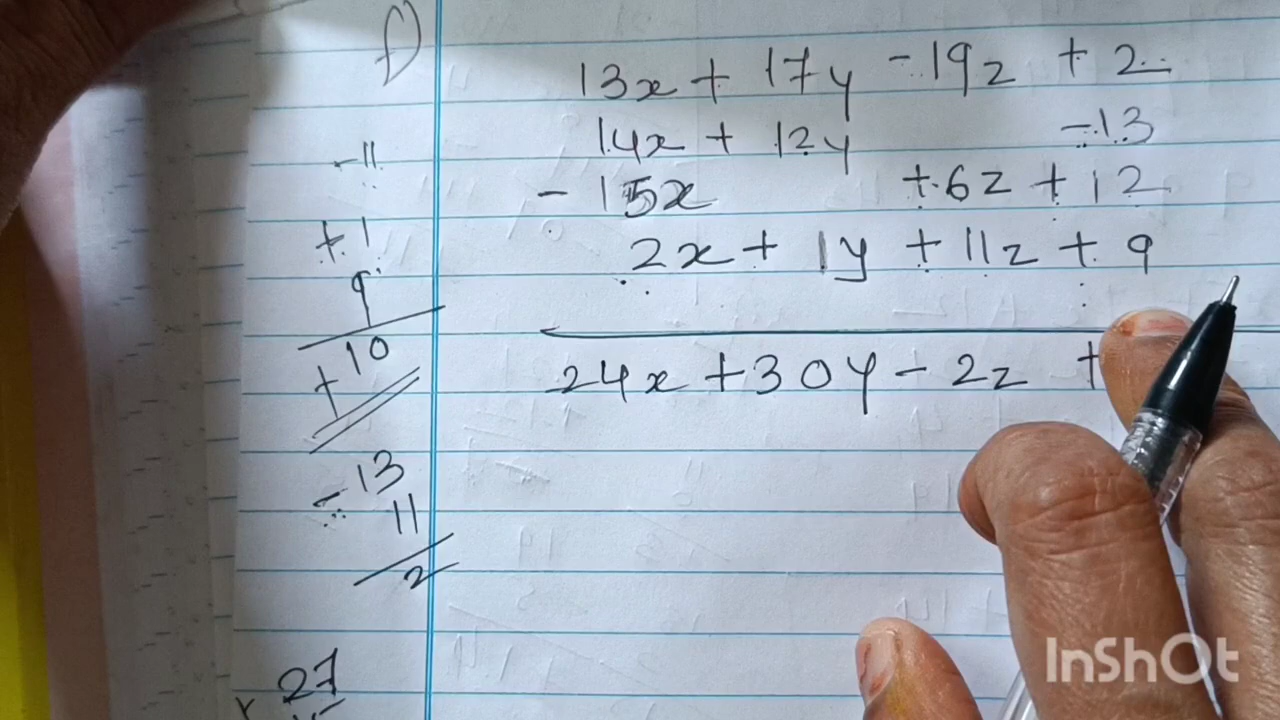 f)
13x + 17y - 19z + 2
14x + 12y - 13
- 15x + 6z + 12
2x + 1y + 11z + 9
24x + 30y - 2z +
- 11
+ 1
9
+ 10
- 13
11
2
27
InShOt